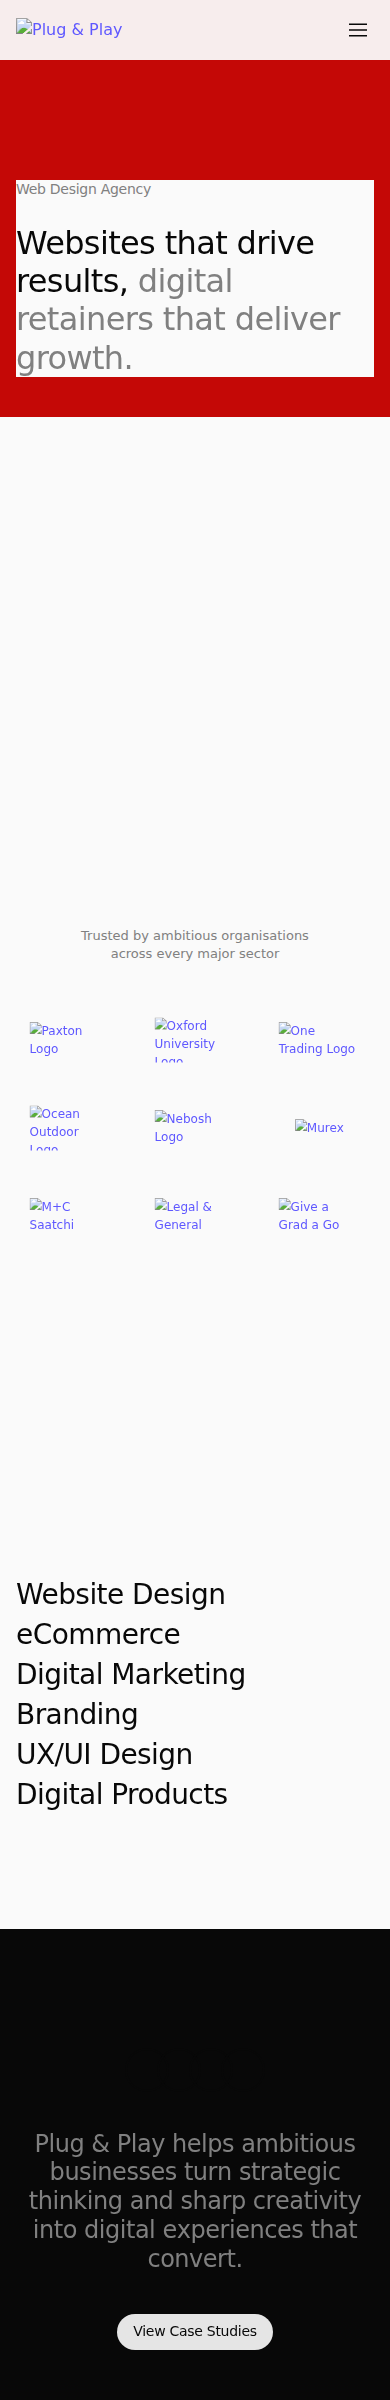 Plug & Play
Web Design Agency
Websites that drive
results, digital
retainers that deliver
growth.
Trusted by ambitious organisations
across every major sector
Paxton
Logo
Oxford
University
Logo
One
Trading Logo
Ocean
Outdoor
Logo
Nebosh
Logo
Murex
M+C
Saatchi
Legal &
General
Give a
Grad a Go
Website Design
eCommerce
Digital Marketing
Branding
UX/UI Design
Digital Products
Plug & Play helps ambitious
businesses turn strategic
thinking and sharp creativity
into digital experiences that
convert.
View Case Studies